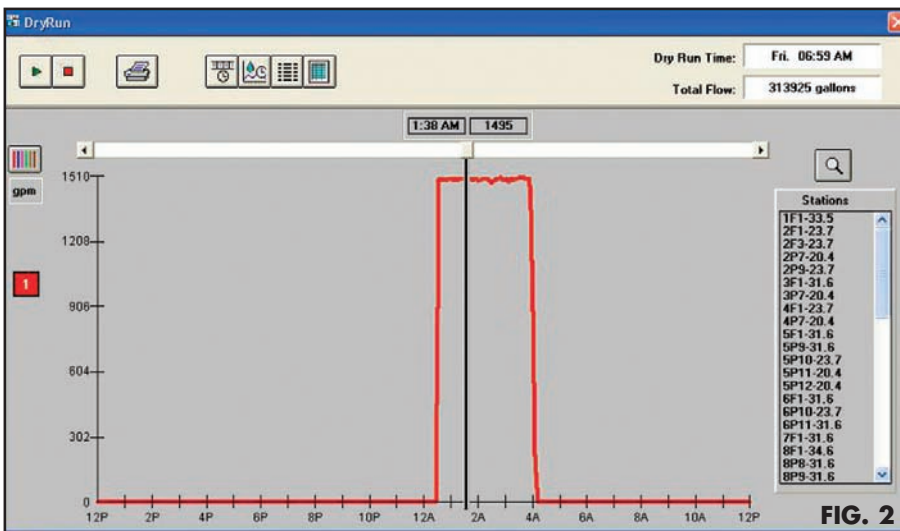 DryRun
Dry Run Time: Fri. 06:59 AM
Total Flow: 313925 gallons
1:38 AM 1495
gpm
1510
1208
906
604
302
0
1
12P 2P 4P 6P 8P 10P 12A 2A 4A 6A 8A 10A 12P
Stations
1F1-33.5
2F1-23.7
2F3-23.7
2P7-20.4
2P9-23.7
3F1-31.6
3P7-20.4
4F1-23.7
4P7-20.4
5F1-31.6
5P9-31.6
5P10-23.7
5P11-20.4
5P12-20.4
6F1-31.6
6P10-23.7
6P11-31.6
7F1-31.6
8F1-34.6
8P8-31.6
8P9-31.6
FIG. 2